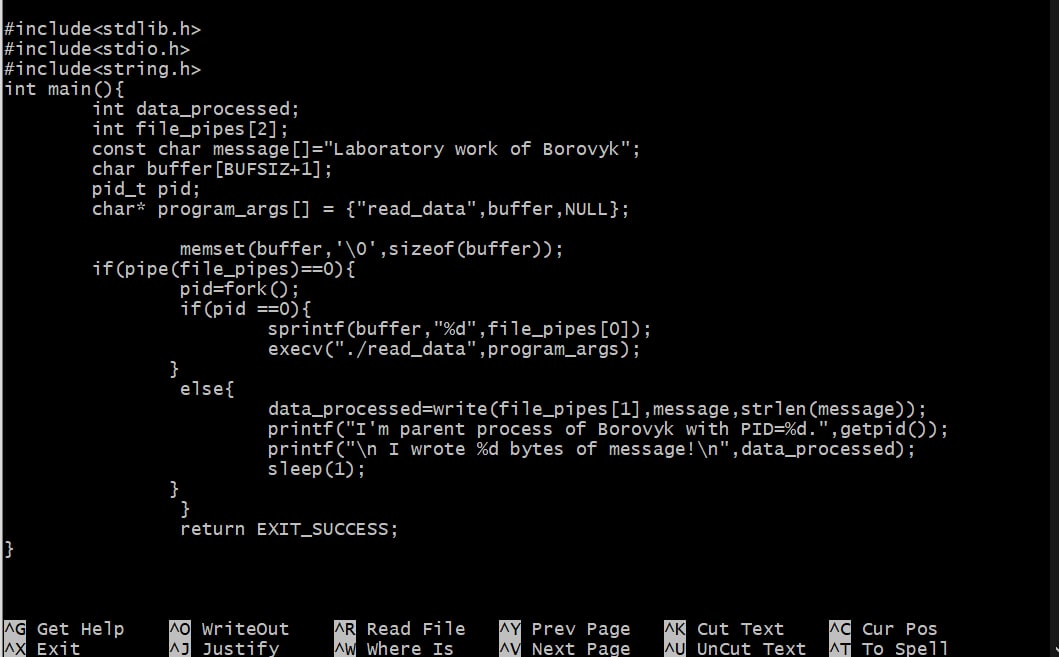 #include<stdlib.h>
#include<stdio.h>
#include<string.h>
int main(){
        int data_processed;
        int file_pipes[2];
        const char message[]="Laboratory work of Borovyk";
        char buffer[BUFSIZ+1];
        pid_t pid;
        char* program_args[] = {"read_data",buffer,NULL};
                memset(buffer,'\0',sizeof(buffer));
        if(pipe(file_pipes)==0){
                pid=fork();
                if(pid ==0){
                        sprintf(buffer,"%d",file_pipes[0]);
                        execv("./read_data",program_args);
               }
                else{
                        data_processed=write(file_pipes[1],message,strlen(message));
                        printf("I'm parent process of Borovyk with PID=%d.",getpid());
                        printf("\n I wrote %d bytes of message!\n",data_processed);
                        sleep(1);
               }
                }
                return EXIT_SUCCESS;
}
^G Get Help    ^O WriteOut    ^R Read File   ^Y Prev Page   ^K Cut Text    ^C Cur Pos
^X Exit        ^J Justify     ^W Where Is    ^V Next Page   ^U UnCut Text  ^T To Spell